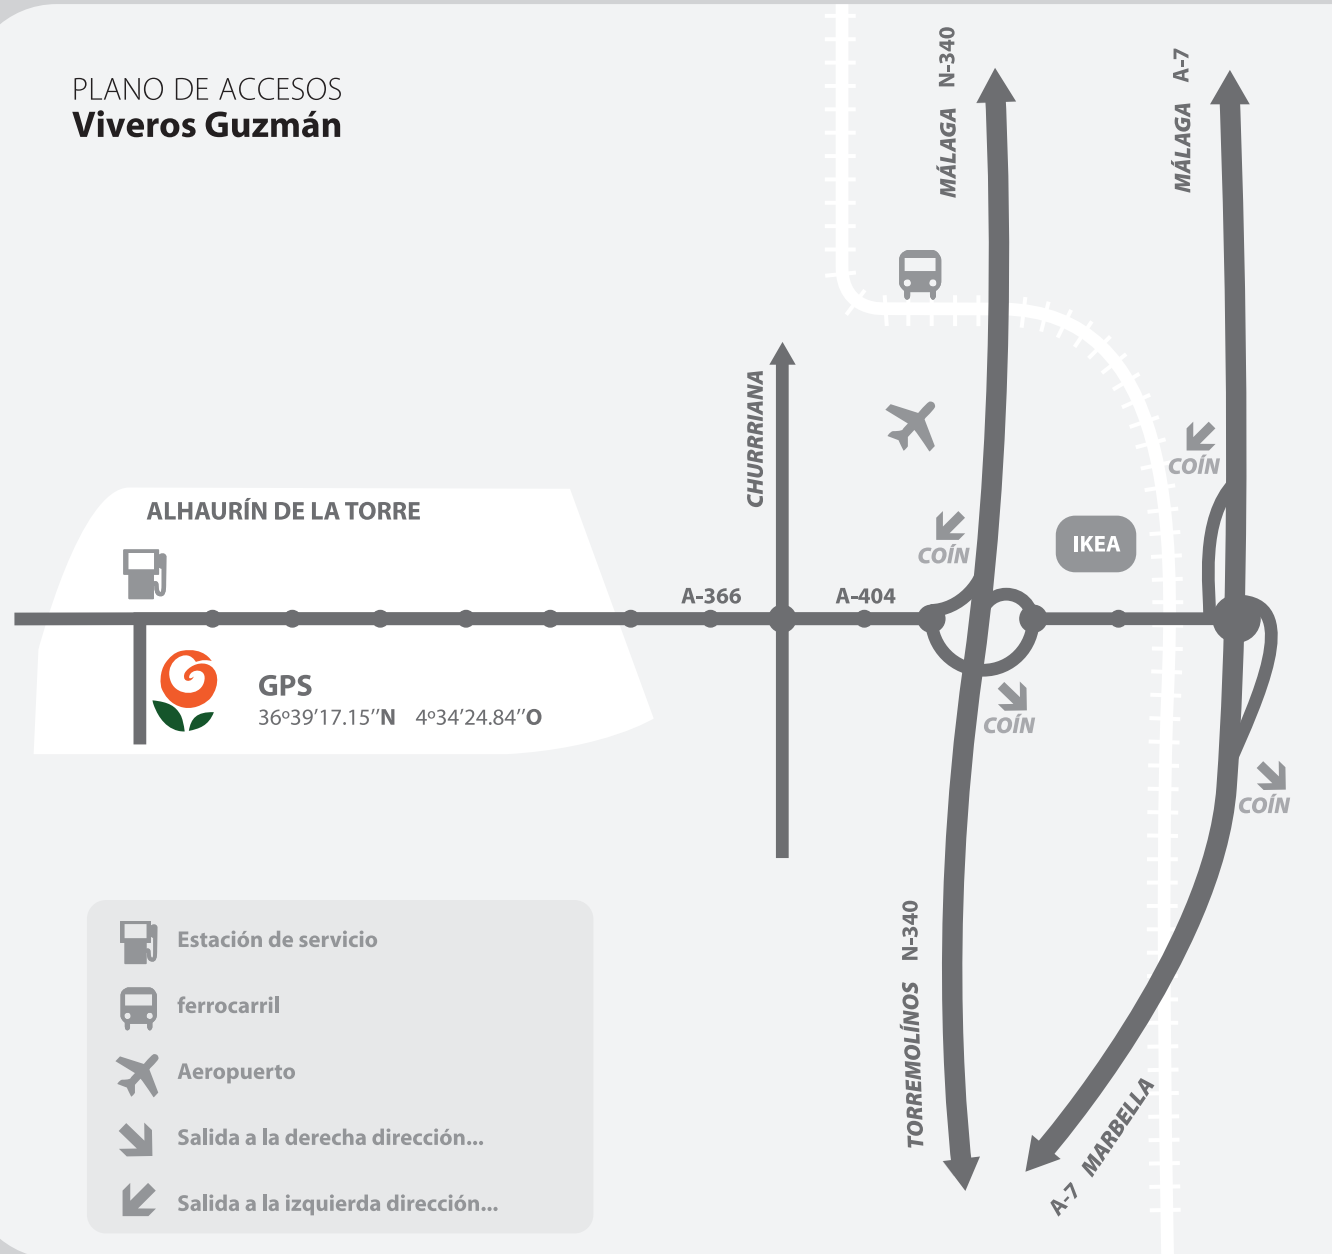 PLANO DE ACCESOS
Viveros Guzmán
MÁLAGA N-340
MÁLAGA A-7
CHURRRIANA
COÍN
COÍN
IKEA
ALHAURÍN DE LA TORRE
A-366
A-404
GPS
36º39’17.15’’N 4º34’24.84’’O
COÍN
COÍN
TORREMOLÍNOS N-340
A-7 MARBELLA
Estación de servicio
ferrocarril
Aeropuerto
Salida a la derecha dirección...
Salida a la izquierda dirección...